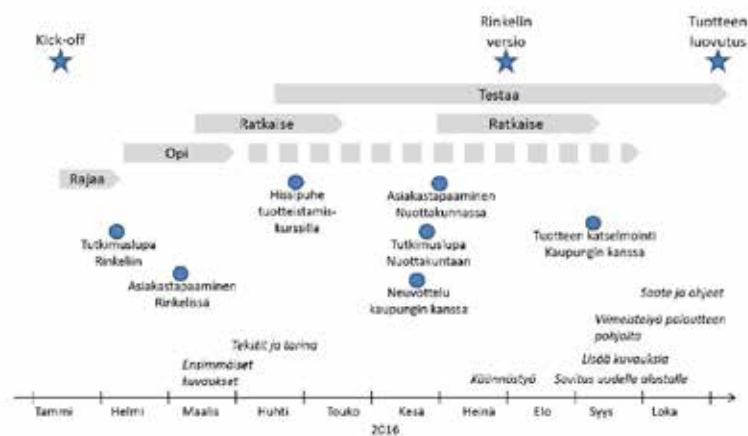 Kick-off
Rinkelin
versio
Tuotteen
luovutus
Testaa
Ratkaise
Ratkaise
Opi
Rajaa
Hissipuhe
tuotteistamis-
kurssilla
Asiakastapaaminen
Nuottakunnassa
Tutkimuslupa
Rinkeliin
Tutkimuslupa
Nuottakuntaan
Tuotteen katselmointi
Kaupungin kanssa
Asiakastapaaminen
Rinkelissä
Neuvottelu
kaupungin kanssa
Saate ja ohjeet
Viimeistelyä palautteen
pohjalta
Tekstit ja tarina
Lisää kuvauksia
Ensimmäiset
kuvaukset
Käännöstyö
Sovitus uudelle alustalle
Tammi
Helmi
Maalis
Huhti
Touko
Kesä
Heinä
Elo
Syys
Loka
2016